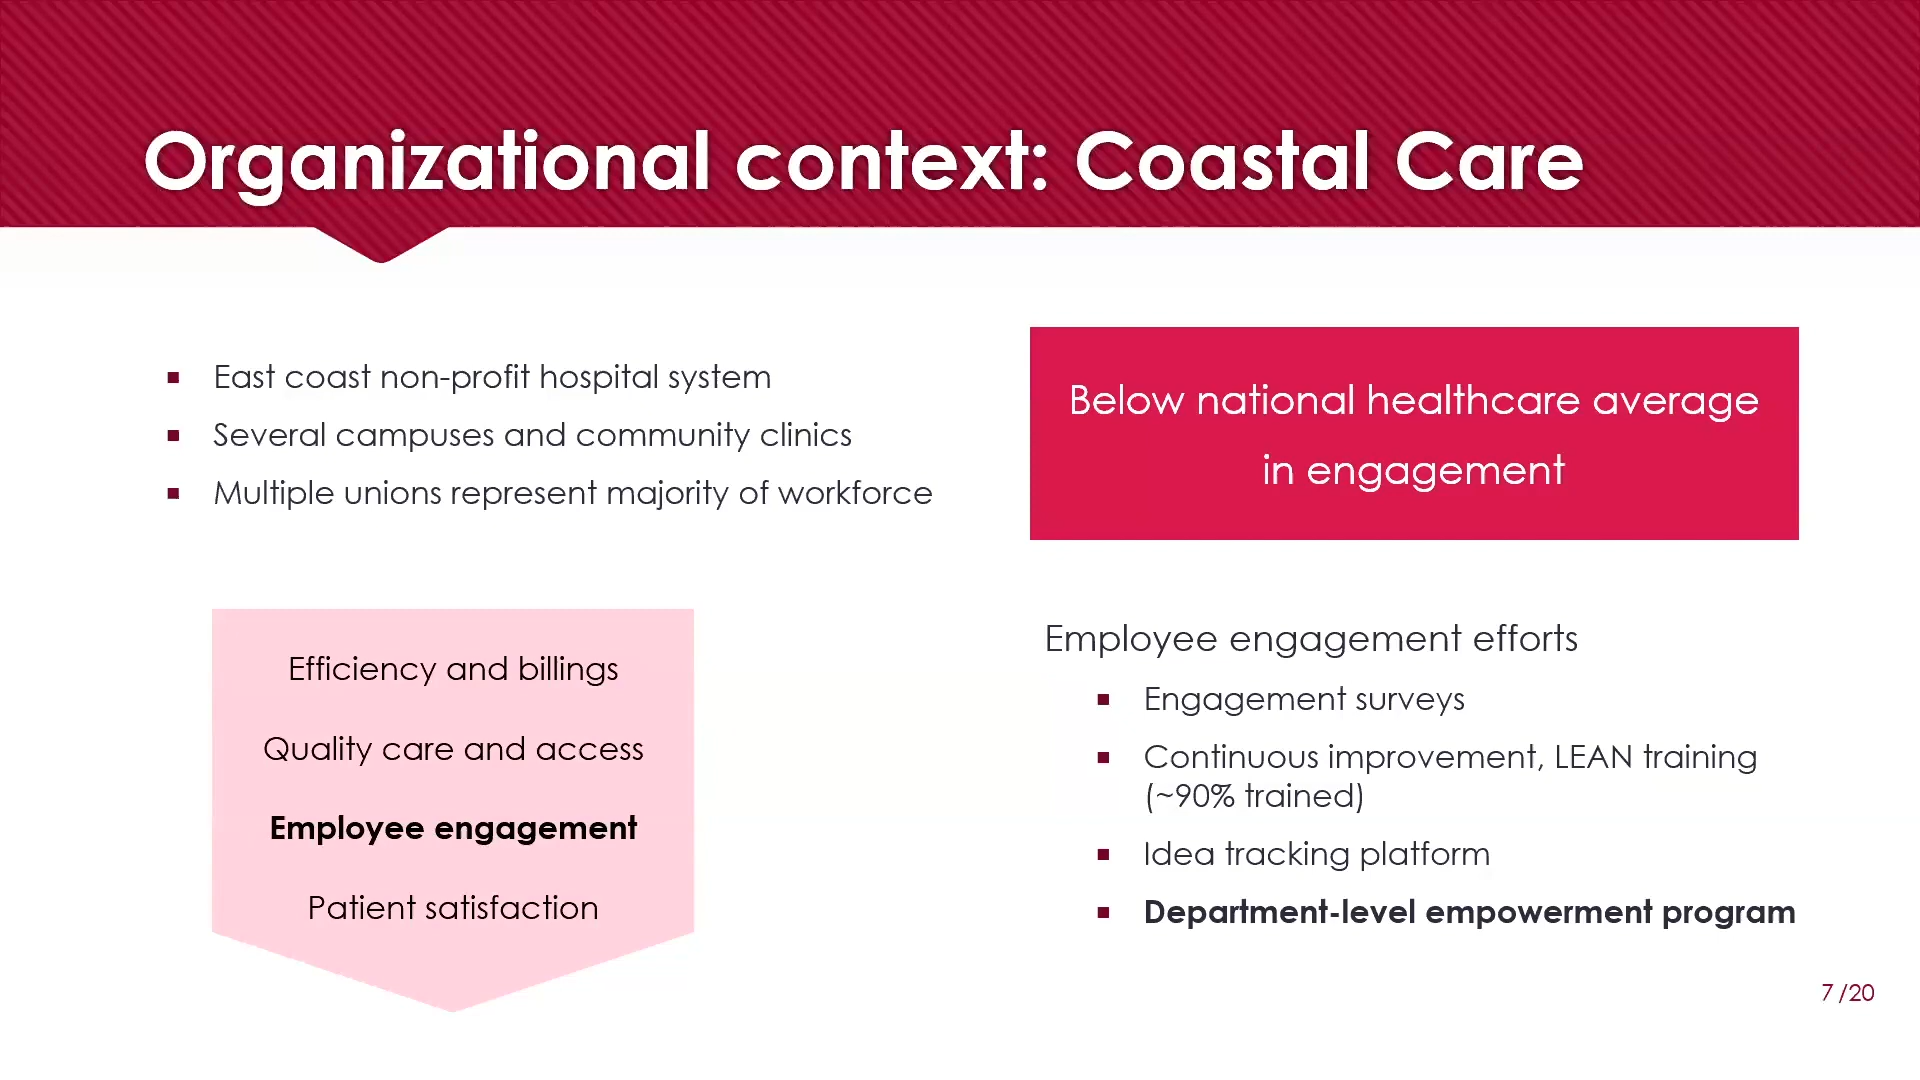 Organizational context: Coastal Care
East coast non-profit hospital system
Several campuses and community clinics
Multiple unions represent majority of workforce
Below national healthcare average
in engagement
Efficiency and billings
Quality care and access
Employee engagement
Patient satisfaction
Employee engagement efforts
Engagement surveys
Continuous improvement, LEAN training
(~90% trained)
Idea tracking platform
Department-level empowerment program
7 /20